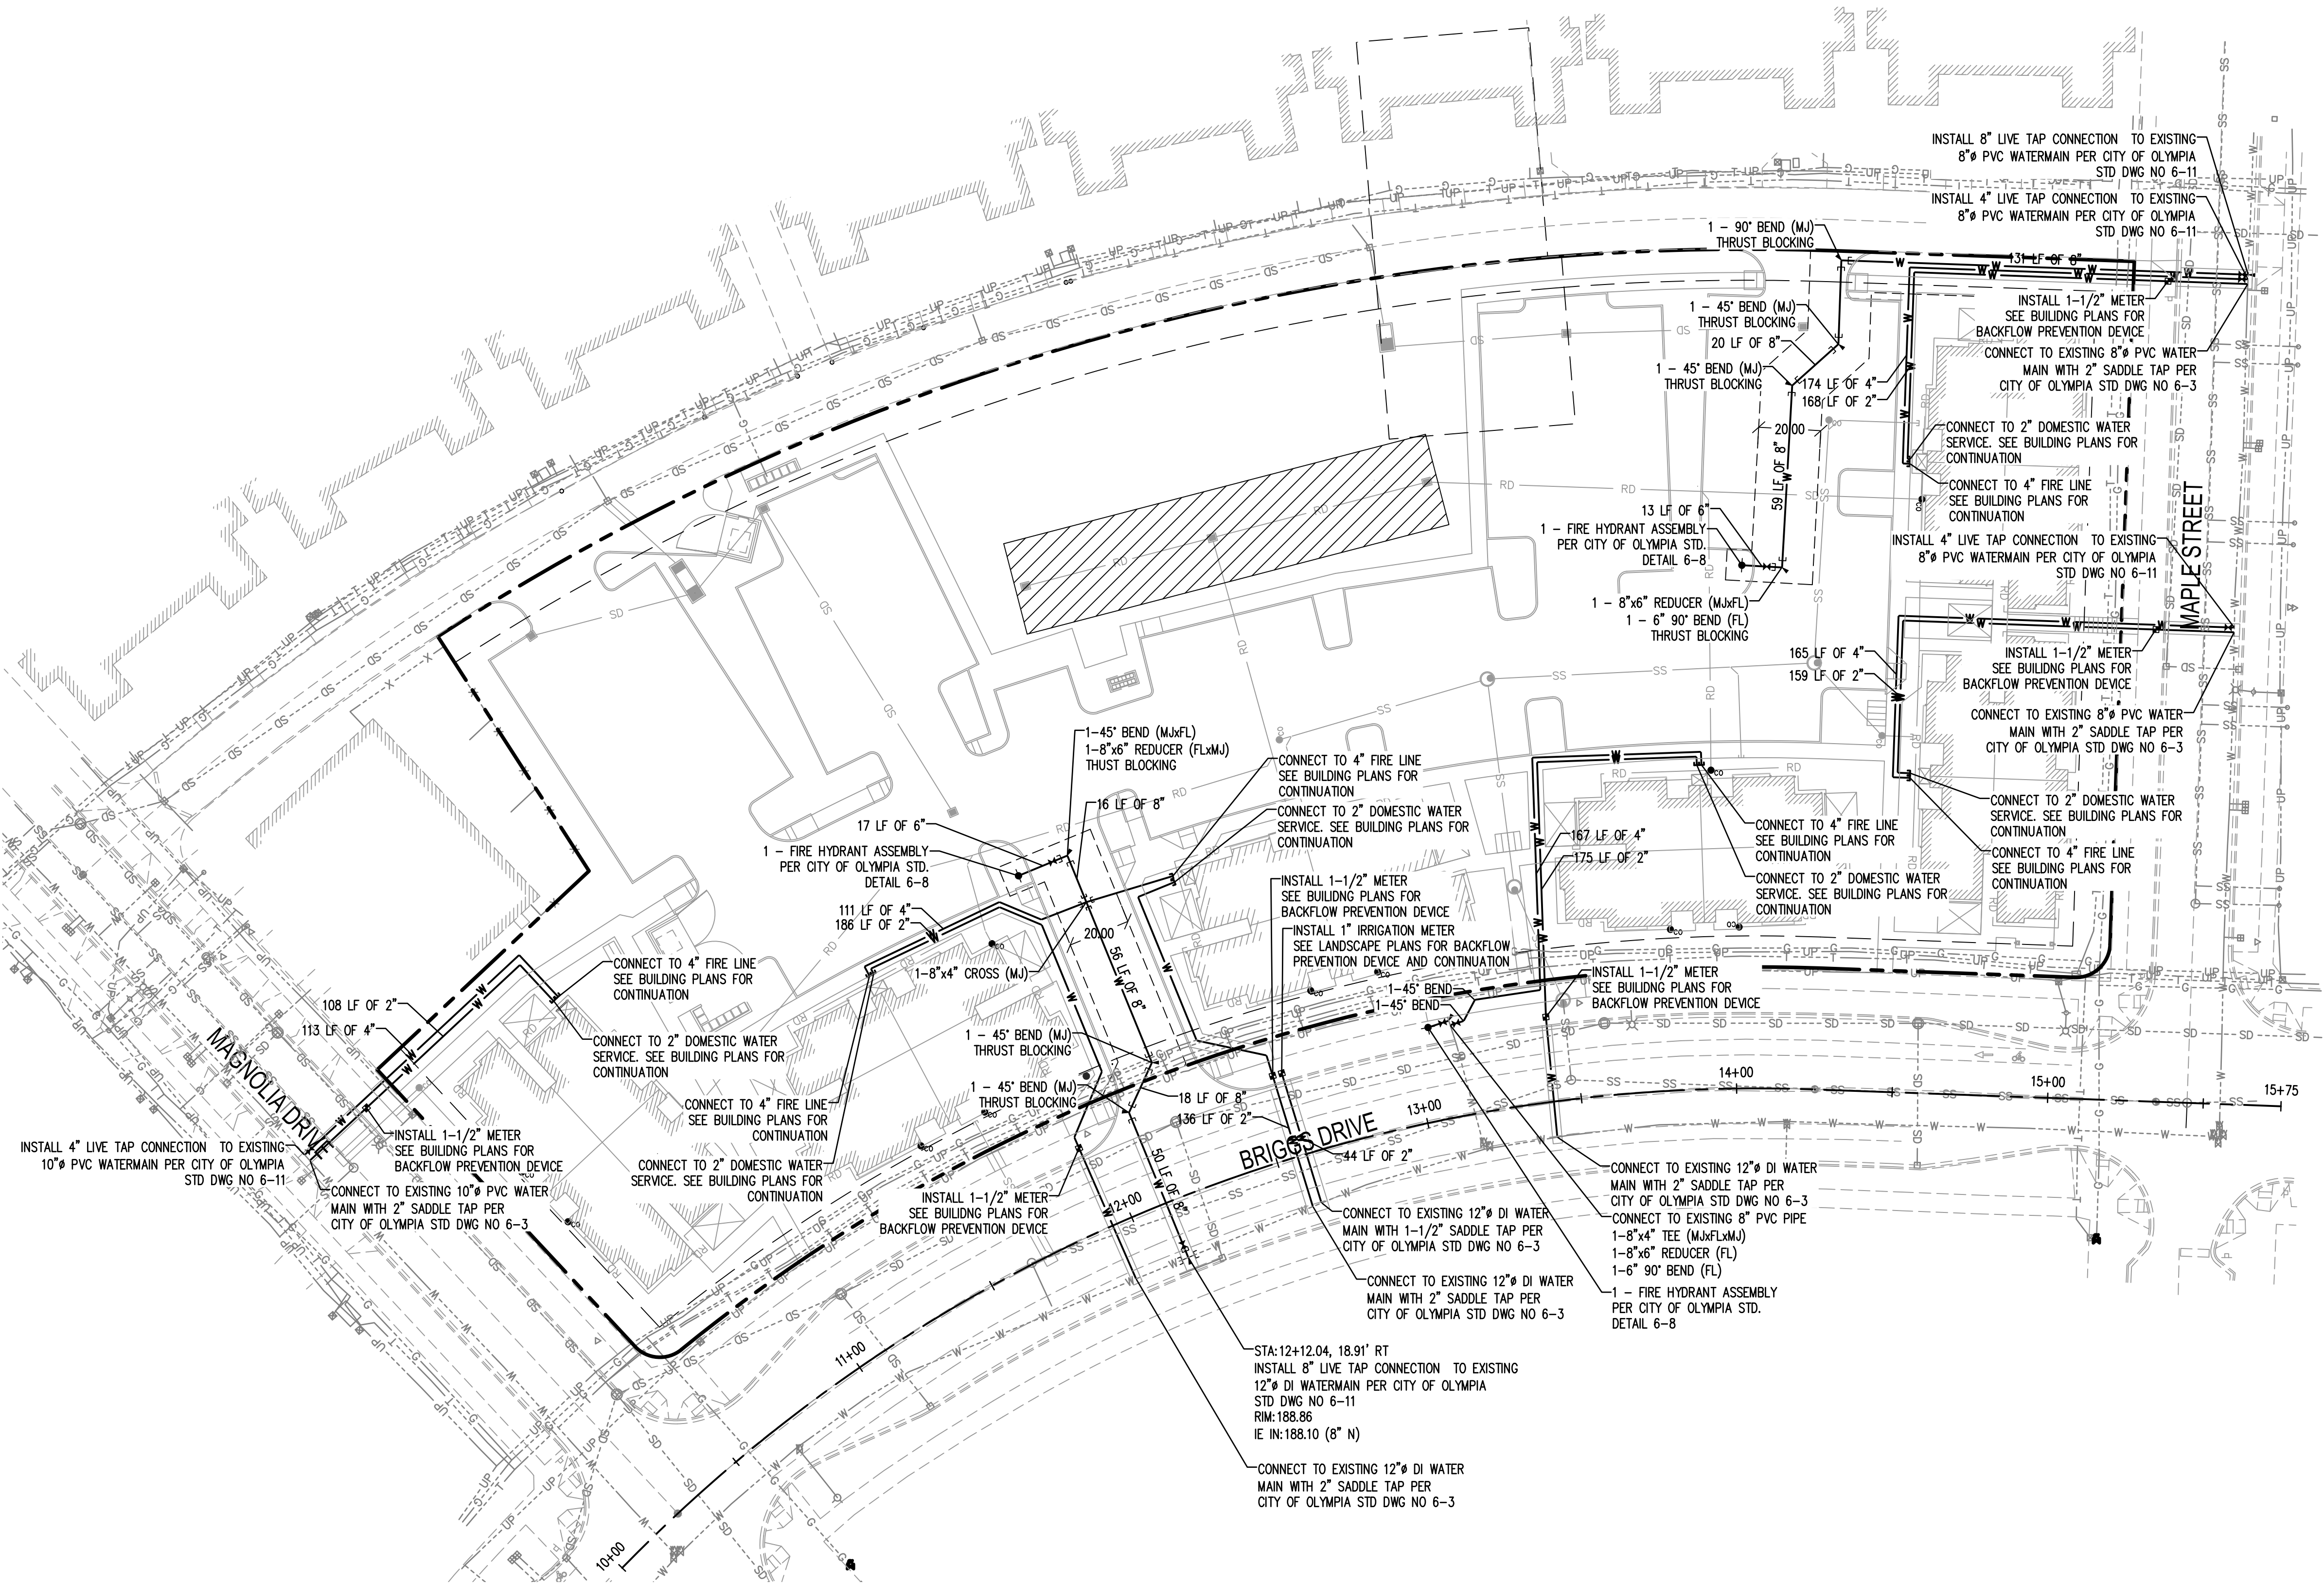 INSTALL 8" LIVE TAP CONNECTION TO EXISTING
8"ø PVC WATERMAIN PER CITY OF OLYMPIA
STD DWG NO 6-11
INSTALL 4" LIVE TAP CONNECTION TO EXISTING
8"ø PVC WATERMAIN PER CITY OF OLYMPIA
STD DWG NO 6-11
1 - 90° BEND (MJ)
THRUST BLOCKING
131 LF OF 8"
INSTALL 1-1/2" METER
SEE BUILDING PLANS FOR
BACKFLOW PREVENTION DEVICE
1 - 45° BEND (MJ)
THRUST BLOCKING
20 LF OF 8"
CONNECT TO EXISTING 8"ø PVC WATER
MAIN WITH 2" SADDLE TAP PER
CITY OF OLYMPIA STD DWG NO 6-3
1 - 45° BEND (MJ)
THRUST BLOCKING
174 LF OF 4"
168 LF OF 2"
20.00
59 LF OF 8"
CONNECT TO 2" DOMESTIC WATER
SERVICE. SEE BUILDING PLANS FOR
CONTINUATION
CONNECT TO 4" FIRE LINE
SEE BUILDING PLANS FOR
CONTINUATION
13 LF OF 6"
1 - FIRE HYDRANT ASSEMBLY
PER CITY OF OLYMPIA STD.
DETAIL 6-8
INSTALL 4" LIVE TAP CONNECTION TO EXISTING
8"ø PVC WATERMAIN PER CITY OF OLYMPIA
STD DWG NO 6-11
MAPLE STREET
1 - 8"x6" REDUCER (MJxFL)
1 - 6" 90° BEND (FL)
THRUST BLOCKING
165 LF OF 4"
159 LF OF 2"
INSTALL 1-1/2" METER
SEE BUILIDNG PLANS FOR
BACKFLOW PREVENTION DEVICE
CONNECT TO EXISTING 8"ø PVC WATER
MAIN WITH 2" SADDLE TAP PER
CITY OF OLYMPIA STD DWG NO 6-3
1-45° BEND (MJxFL)
1-8"x6" REDUCER (FLxMJ)
THUST BLOCKING
16 LF OF 8"
CONNECT TO 4" FIRE LINE
SEE BUILDING PLANS FOR
CONTINUATION
CONNECT TO 2" DOMESTIC WATER
SERVICE. SEE BUILDING PLANS FOR
CONTINUATION
17 LF OF 6"
1 - FIRE HYDRANT ASSEMBLY
PER CITY OF OLYMPIA STD.
DETAIL 6-8
CONNECT TO 2" DOMESTIC WATER
SERVICE. SEE BUILDING PLANS FOR
CONTINUATION
CONNECT TO 4" FIRE LINE
SEE BUILDING PLANS FOR
CONTINUATION
CONNECT TO 4" FIRE LINE
SEE BUILDING PLANS FOR
CONTINUATION
CONNECT TO 2" DOMESTIC WATER
SERVICE. SEE BUILDING PLANS FOR
CONTINUATION
167 LF OF 4"
175 LF OF 2"
INSTALL 1-1/2" METER
SEE BUILDING PLANS FOR
BACKFLOW PREVENTION DEVICE
INSTALL 1" IRRIGATION METER
SEE LANDSCAPE PLANS FOR BACKFLOW
PREVENTION DEVICE AND CONTINUATION
111 LF OF 4"
186 LF OF 2"
20.00
1-8"x4" CROSS (MJ)
56 LF OF 8"
CONNECT TO 4" FIRE LINE
SEE BUILDING PLANS FOR
CONTINUATION
CONNECT TO 2" DOMESTIC WATER
SERVICE. SEE BUILDING PLANS FOR
CONTINUATION
108 LF OF 2"
113 LF OF 4"
MAGNOLIA DRIVE
1-45° BEND
1-45° BEND
INSTALL 1-1/2" METER
SEE BUILIDNG PLANS FOR
BACKFLOW PREVENTION DEVICE
1 - 45° BEND (MJ)
THRUST BLOCKING
1 - 45° BEND (MJ)
THRUST BLOCKING
18 LF OF 8"
136 LF OF 2"
44 LF OF 2"
BRIGGS DRIVE
CONNECT TO 4" FIRE LINE
SEE BUILDING PLANS FOR
CONTINUATION
CONNECT TO 2" DOMESTIC WATER
SERVICE. SEE BUILDING PLANS FOR
CONTINUATION
INSTALL 4" LIVE TAP CONNECTION TO EXISTING
10"ø PVC WATERMAIN PER CITY OF OLYMPIA
STD DWG NO 6-11
INSTALL 1-1/2" METER
SEE BUILIDNG PLANS FOR
BACKFLOW PREVENTION DEVICE
CONNECT TO EXISTING 10"ø PVC WATER
MAIN WITH 2" SADDLE TAP PER
CITY OF OLYMPIA STD DWG NO 6-3
INSTALL 1-1/2" METER
SEE BUILIDNG PLANS FOR
BACKFLOW PREVENTION DEVICE
50 LF OF 8"
CONNECT TO EXISTING 12"ø DI WATER
MAIN WITH 1-1/2" SADDLE TAP PER
CITY OF OLYMPIA STD DWG NO 6-3
CONNECT TO EXISTING 12"ø DI WATER
MAIN WITH 2" SADDLE TAP PER
CITY OF OLYMPIA STD DWG NO 6-3
CONNECT TO EXISTING 12"ø DI WATER
MAIN WITH 2" SADDLE TAP PER
CITY OF OLYMPIA STD DWG NO 6-3
CONNECT TO EXISTING 8" PVC PIPE
1-8"x4" TEE (MJxFLxMJ)
1-8"x6" REDUCER (FL)
1-6" 90° BEND (FL)
1 - FIRE HYDRANT ASSEMBLY
PER CITY OF OLYMPIA STD.
DETAIL 6-8
STA:12+12.04, 18.91' RT
INSTALL 8" LIVE TAP CONNECTION TO EXISTING
12"ø DI WATERMAIN PER CITY OF OLYMPIA
STD DWG NO 6-11
RIM:188.86
IE IN:188.10 (8" N)
CONNECT TO EXISTING 12"ø DI WATER
MAIN WITH 2" SADDLE TAP PER
CITY OF OLYMPIA STD DWG NO 6-3
10+00
11+00
12+00
13+00
14+00
15+00
15+75